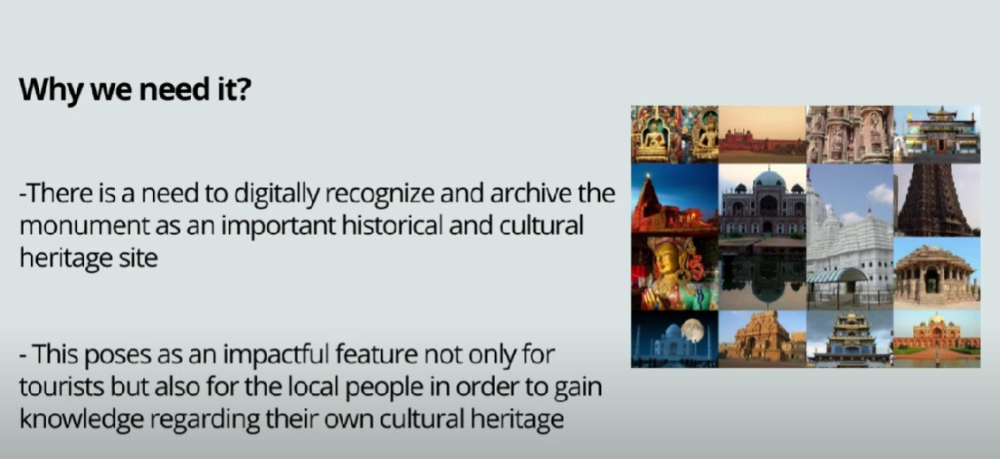 Why we need it?
-There is a need to digitally recognize and archive the
monument as an important historical and cultural
heritage site
- This poses as an impactful feature not only for
tourists but also for the local people in order to gain
knowledge regarding their own cultural heritage